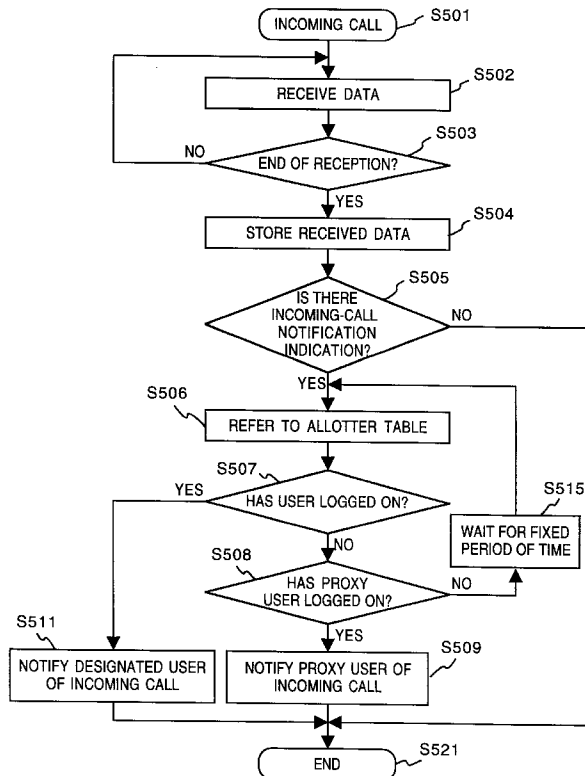 INCOMING CALL
S501
S502
RECEIVE DATA
S503
NO
END OF RECEPTION?
YES
S504
STORE RECEIVED DATA
S505
IS THERE
INCOMING-CALL
NOTIFICATION
INDICATION?
NO
YES
S506
REFER TO ALLOTTER TABLE
S507
YES
HAS USER LOGGED ON?
S515
WAIT FOR FIXED
PERIOD OF TIME
NO
S508
HAS PROXY
USER LOGGED ON?
NO
S511
YES
S509
NOTIFY DESIGNATED USER
OF INCOMING CALL
NOTIFY PROXY USER OF
INCOMING CALL
S521
END